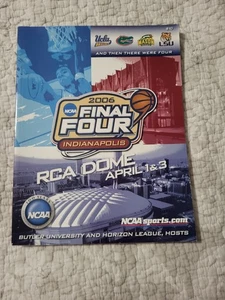 UCLA
LSU
AND THEN THERE WERE FOUR
2006
NCAA
FINAL
FOUR
INDIANAPOLIS
RCA DOME
APRIL 1 & 3
NCAA
NCAAsports.com
BUTLER UNIVERSITY AND HORIZON LEAGUE, HOSTS